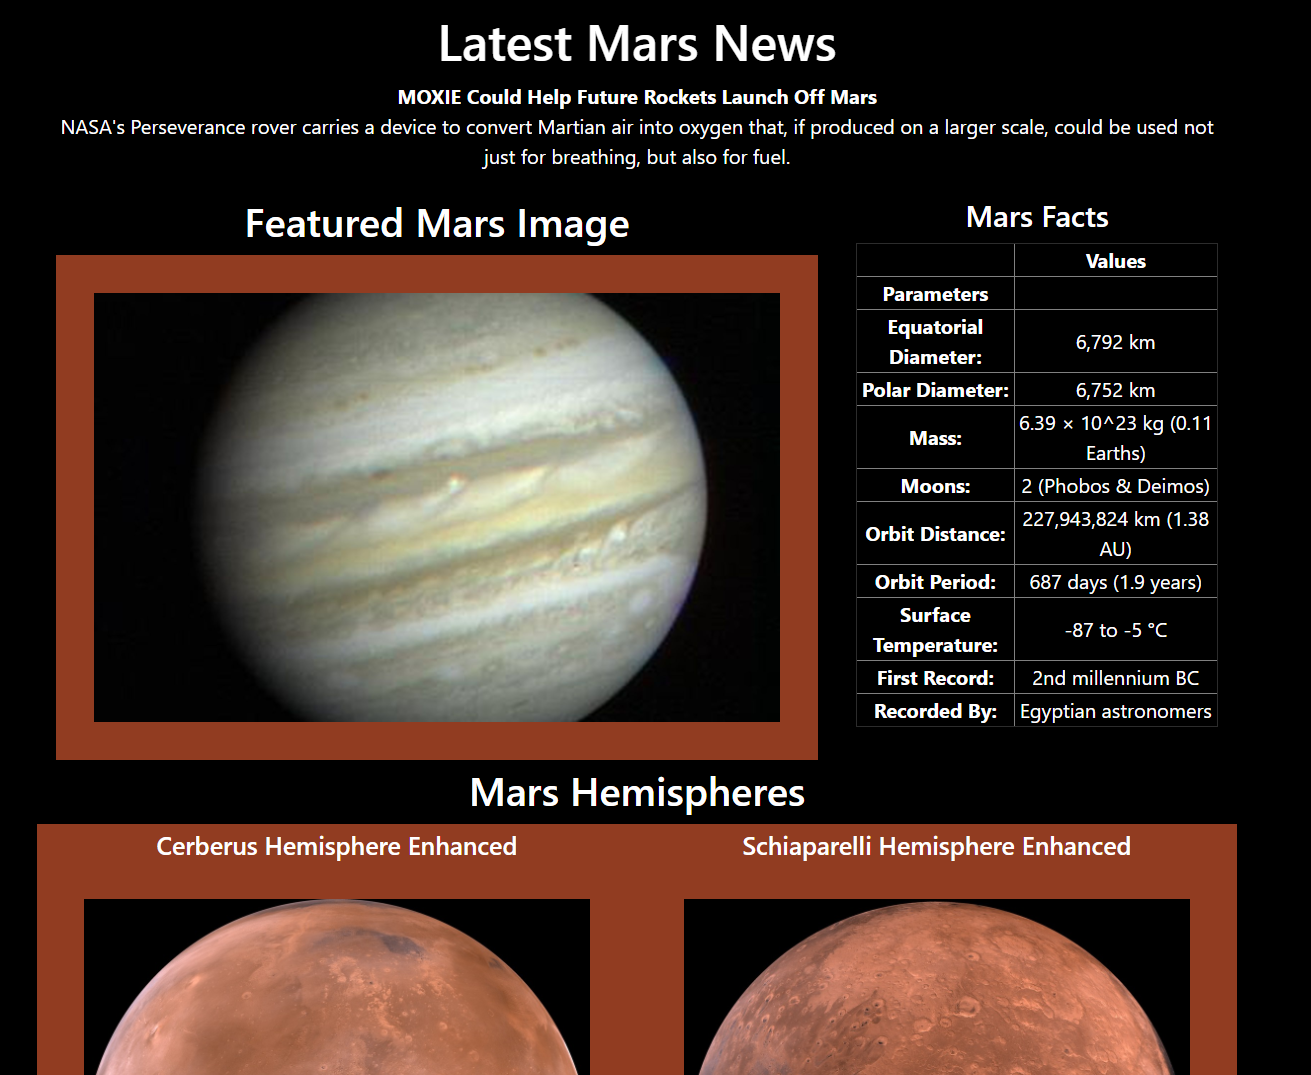 Latest Mars News
MOXIE Could Help Future Rockets Launch Off Mars
NASA's Perseverance rover carries a device to convert Martian air into oxygen that, if produced on a larger scale, could be used not
just for breathing, but also for fuel.
Featured Mars Image
Mars Facts
Values
Parameters
Equatorial
Diameter:
6,792 km
Polar Diameter:
6,752 km
Mass:
6.39 × 10^23 kg (0.11
Earths)
Moons:
2 (Phobos & Deimos)
Orbit Distance:
227,943,824 km (1.38
AU)
Orbit Period:
687 days (1.9 years)
Surface
Temperature:
-87 to -5 °C
First Record:
2nd millennium BC
Recorded By:
Egyptian astronomers
Mars Hemispheres
Cerberus Hemisphere Enhanced
Schiaparelli Hemisphere Enhanced